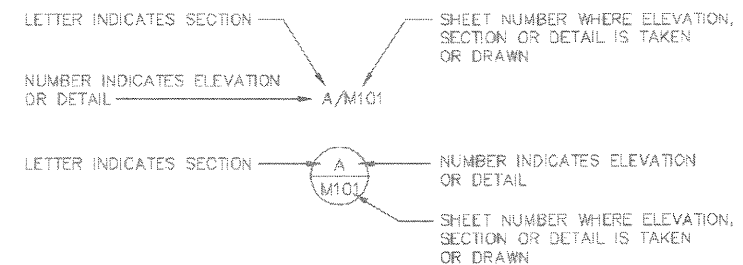 LETTER INDICATES SECTION
SHEET NUMBER WHERE ELEVATION,
SECTION OR DETAIL IS TAKEN
OR DRAWN
NUMBER INDICATES ELEVATION
OR DETAIL
A/M101
LETTER INDICATES SECTION
A
M101
NUMBER INDICATES ELEVATION
OR DETAIL
SHEET NUMBER WHERE ELEVATION,
SECTION OR DETAIL IS TAKEN
OR DRAWN